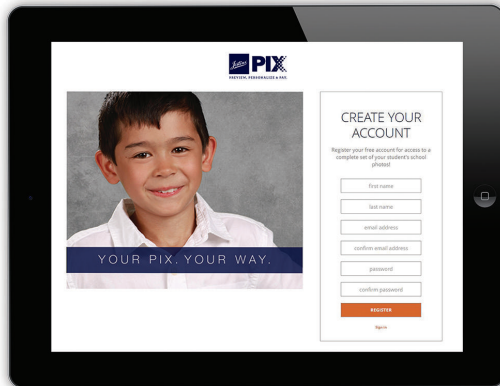 PIX
PREVIEW, PERSONALIZE & PAY.
YOUR PIX. YOUR WAY.
CREATE YOUR
ACCOUNT
Register your free account for access to a
complete set of your student's school
photos!
first name
last name
email address
confirm email address
password
confirm password
REGISTER
Sign In